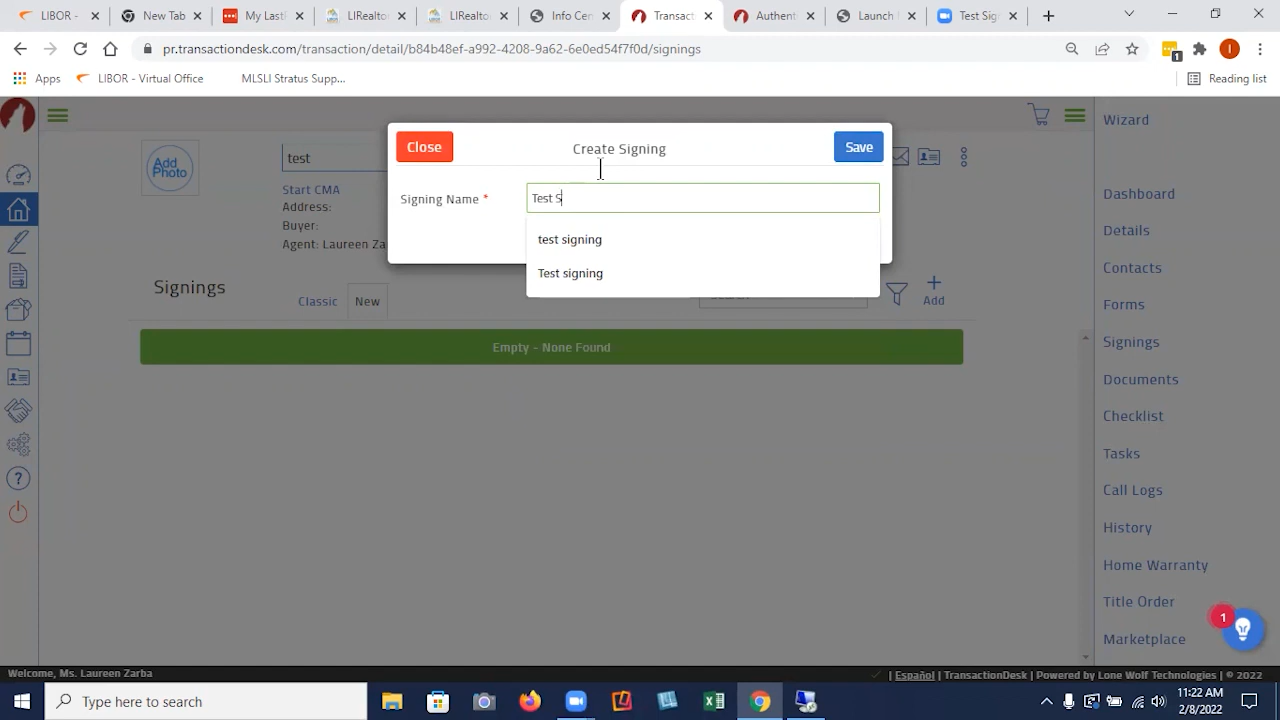 LIBOR - V
New Tab
My LastF
LIRealto
LIRealto
Info Cen
Transac
Authent
Launch
Test Sig
pr.transactiondesk.com/transaction/detail/b84b48ef-a992-4208-9a62-6e0ed54f7f0d/signings
1
Apps
LIBOR - Virtual Office
MLSLI Stratus Supp...
Reading list
Close
Create Signing
Save
Signing Name *
Test S
test signing
Test signing
Add Photo
test
Start CMA
Address:
Buyer:
Agent: Laureen Za
Signings
Classic
New
Add
Empty - None Found
Wizard
Dashboard
Details
Contacts
Forms
Signings
Documents
Checklist
Tasks
Call Logs
History
Home Warranty
Title Order
Marketplace
1
Welcome, Ms. Laureen Zarba
| Español | TransactionDesk | Powered by Lone Wolf Technologies | © 2022
Type here to search
11:22 AM
2/8/2022